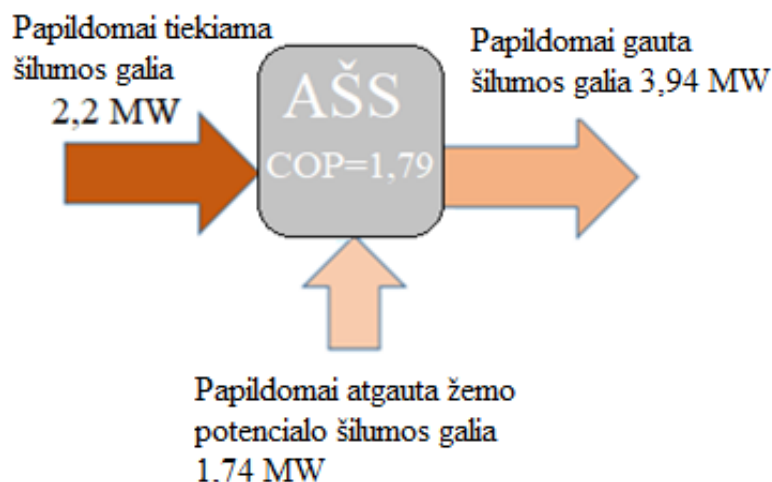 Papildomai tiekiama
šilumos galia
2,2 MW
AŠS
COP=1,79
Papildomai gauta
šilumos galia 3,94 MW
Papildomai atgauta žemo
potencialo šilumos galia
1,74 MW